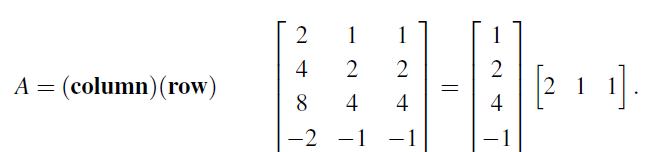 A = (column)(row) [2 1 1
4 2 2
8 4 4
−2 −1 −1] = [1
2
4
−1] [2 1 1].